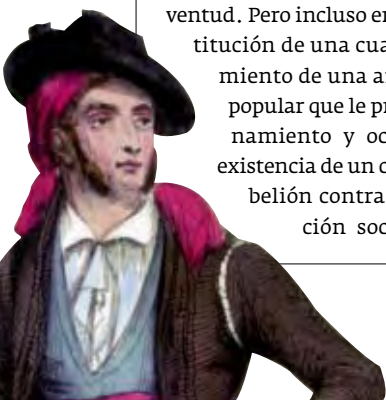 ventud. Pero incluso en
titución de una cua
miento de una a
popular que le pr
namiento y oc
existencia de un c
belión contra
ción soc